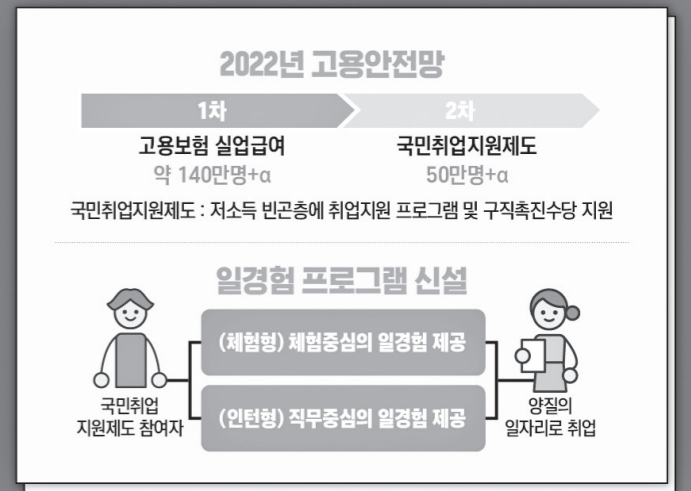 2022년 고용안전망
1차
2차
고용보험 실업급여
국민취업지원제도
약 140만명+α
50만명+α
국민취업지원제도 : 저소득 빈곤층에 취업지원 프로그램 및 구직촉진수당 지원
일경험 프로그램 신설
(체험형) 체험중심의 일경험 제공
(인턴형) 직무중심의 일경험 제공
국민취업
지원제도 참여자
양질의
일자리로 취업